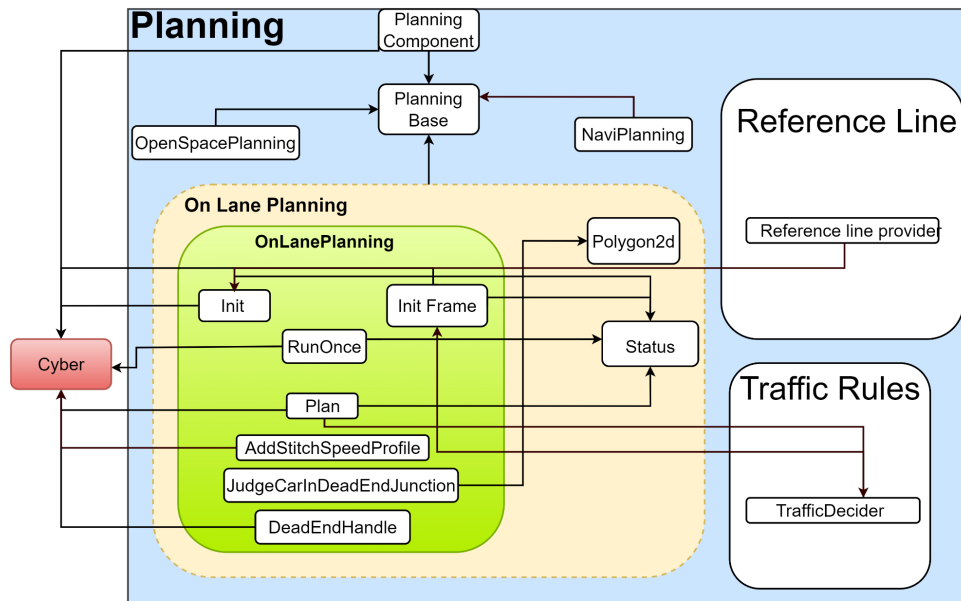 Planning
Planning
Component
Planning
Base
OpenSpacePlanning
NaviPlanning
Reference Line
Reference line provider
On Lane Planning
OnLanePlanning
Polygon2d
Init
Init Frame
RunOnce
Status
Cyber
Plan
Traffic Rules
AddStitchSpeedProfile
JudgeCarInDeadEndJunction
DeadEndHandle
TrafficDecider